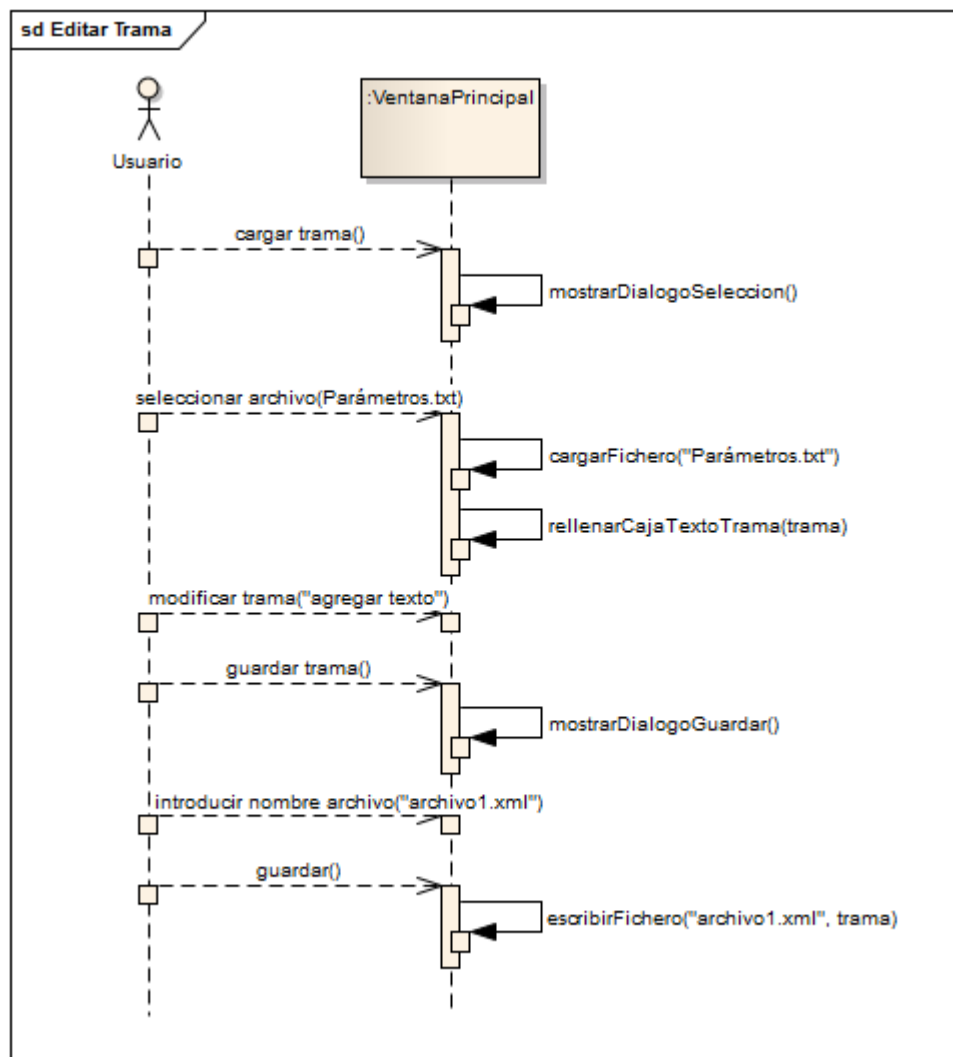 sd Editar Trama
:VentanaPrincipal
Usuario
cargar trama()
mostrarDialogoSeleccion()
seleccionar archivo(Parámetros.txt)
cargarFichero("Parámetros.txt")
rellenarCajaTextoTrama(trama)
modificar trama("agregar texto")
guardar trama()
mostrarDialogoGuardar()
introducir nombre archivo("archivo1.xml")
guardar()
escribirFichero("archivo1.xml", trama)